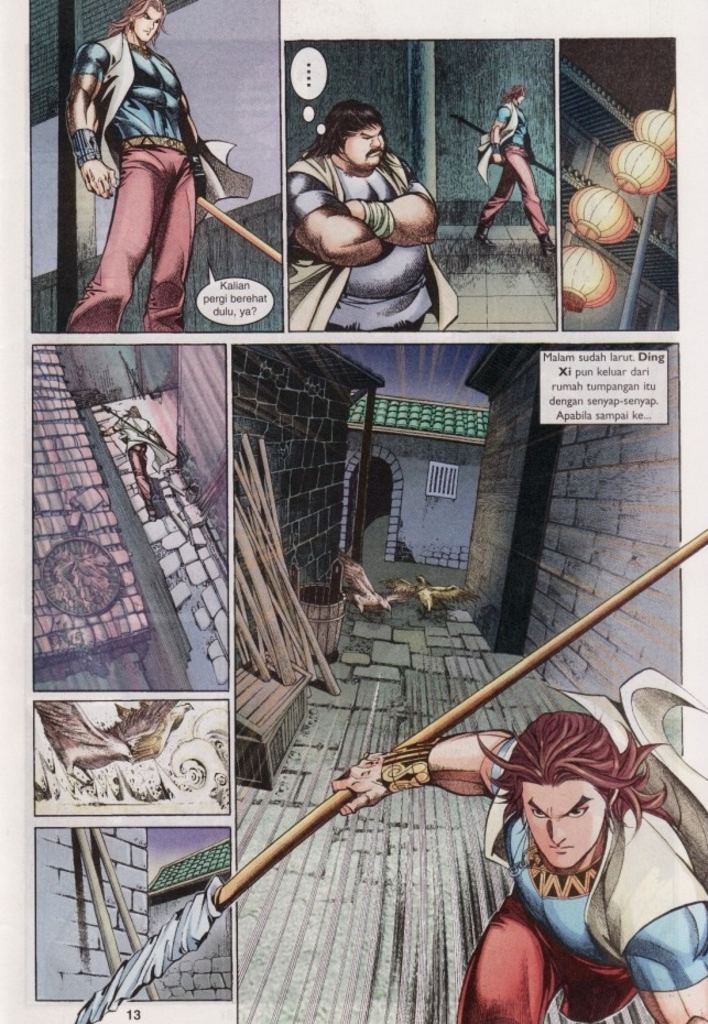 Kalian
pergi berehat
dulu, ya?
....
Malam sudah larut. Ding
Xi pun keluar dari
rumah tumpangan itu
dengan senyap-senyap.
Apabila sampai ke...
13